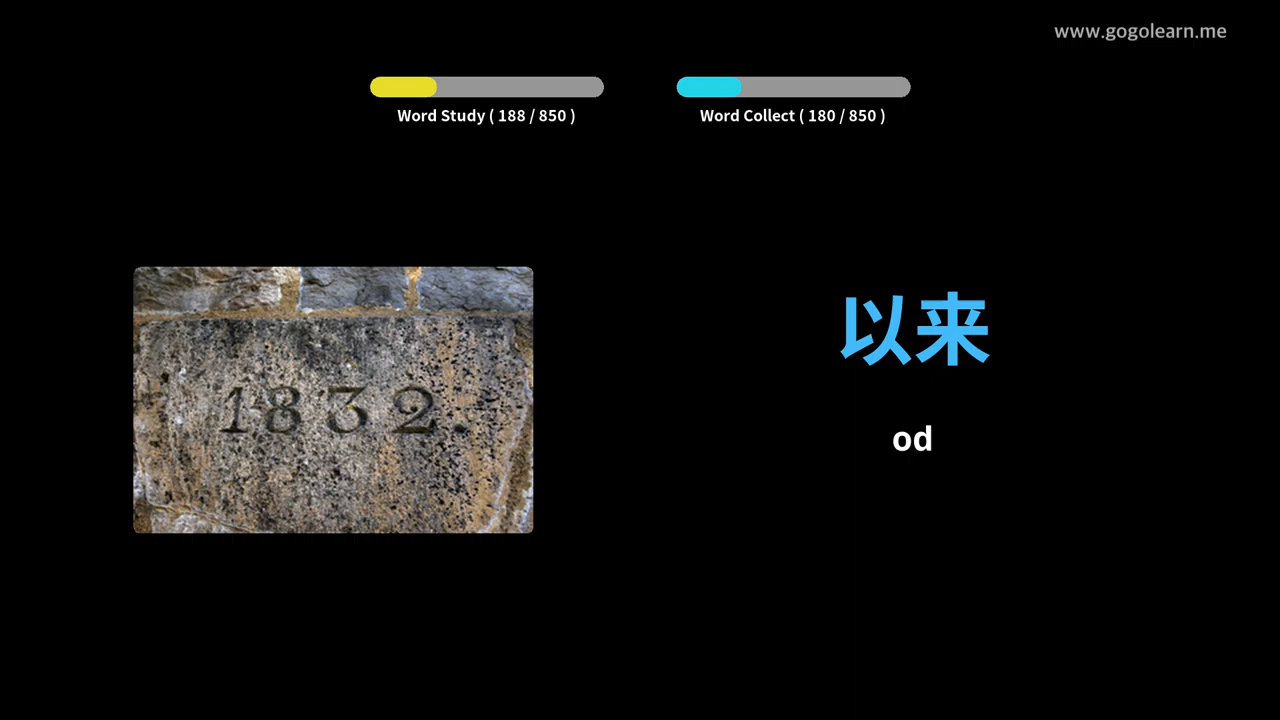 www.gogolearn.me
Word Study ( 188 / 850 )
Word Collect ( 180 / 850 )
1832.
以来
od